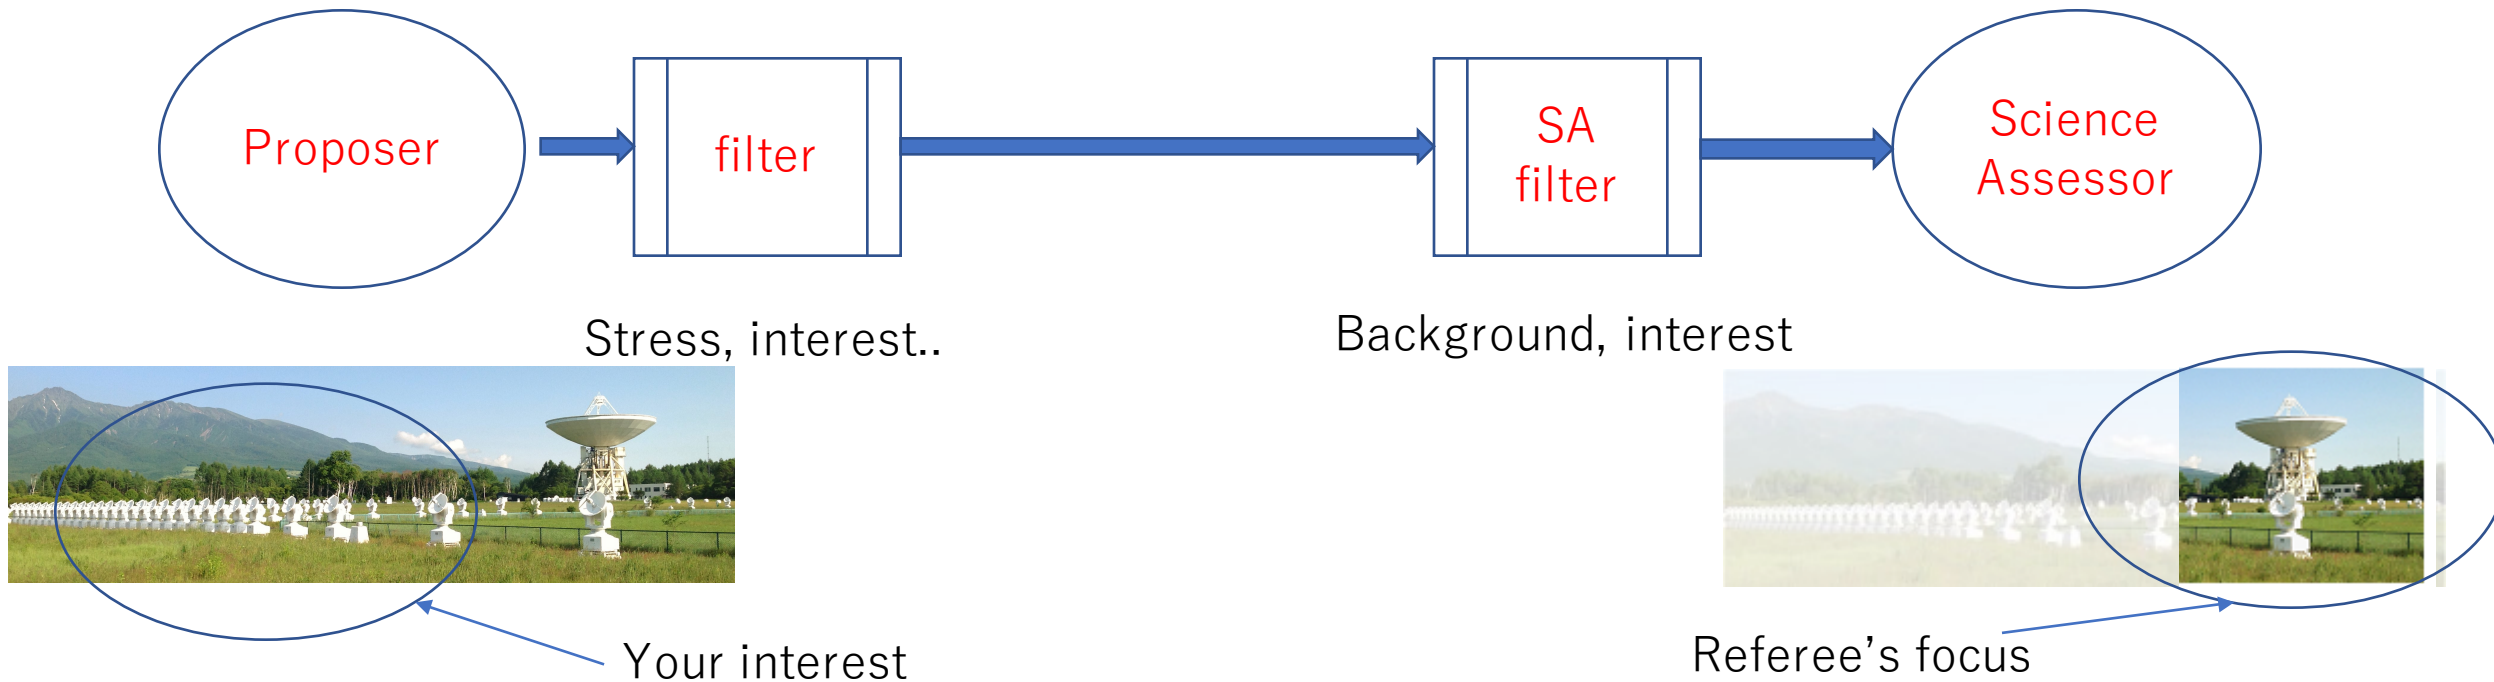 Proposer
filter
SA
filter
Science
Assessor
Stress, interest..
Background, interest
Your interest
Referee’s focus